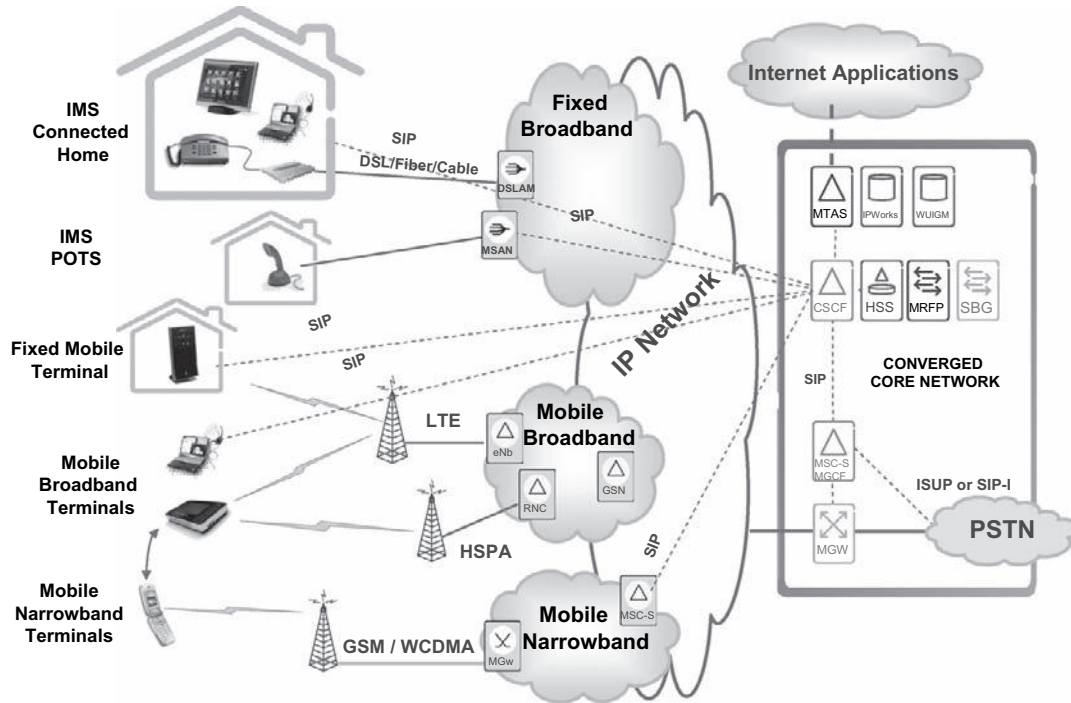 IMS
Connected
Home
SIP
DSL/Fiber/Cable
Fixed
Broadband
DSLAM
SIP
MSAN
IMS
POTS
Internet Applications
MTAS
IPWorks
WUIGM
CSCF
HSS
MRFP
SBG
CONVERGED
CORE NETWORK
SIP
IP Network
Fixed Mobile
Terminal
SIP
SIP
LTE
Mobile
Broadband
eNb
GSN
RNC
Mobile
Broadband
Terminals
HSPA
MSC-S
MGCF
ISUP or SIP-I
PSTN
MGW
SIP
Mobile
Narrowband
Terminals
GSM / WCDMA
MSC-S
Mobile
Narrowband
MGw